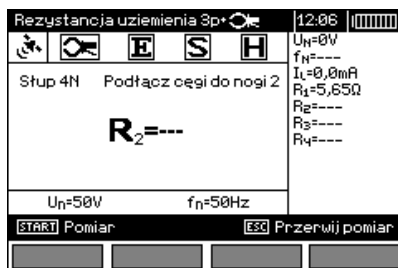 Rezystancja uziemienia 3p+ 12:06
E S H
Słup 4N Podłącz cęgi do nogi 2
R₂=---
Un=50V fn=50Hz
UN=0V
fN=---
IL=0,0mA
R1=5,65Ω
R2=---
R3=---
R4=---
START Pomiar ESC Przerwij pomiar